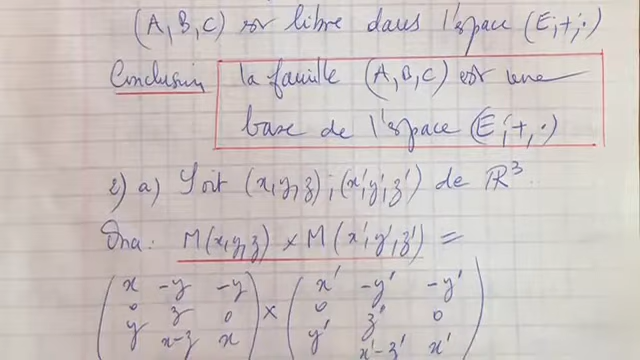 (A, B, C) est libre dans l'espace (E, +, ·)
Conclusion la famille (A, B, C) est une
base de l'espace (E, +, ·)
2) a) Soit (x, y, z) ; (x', y', z') de ℝ³.
Ona : M(x, y, z) × M(x', y', z') =
( x -y -y ) × ( x' -y' -y' )
( 0 z 0 ) ( 0 z' 0 )
( y x-z x ) ( y' x'-z' x' )